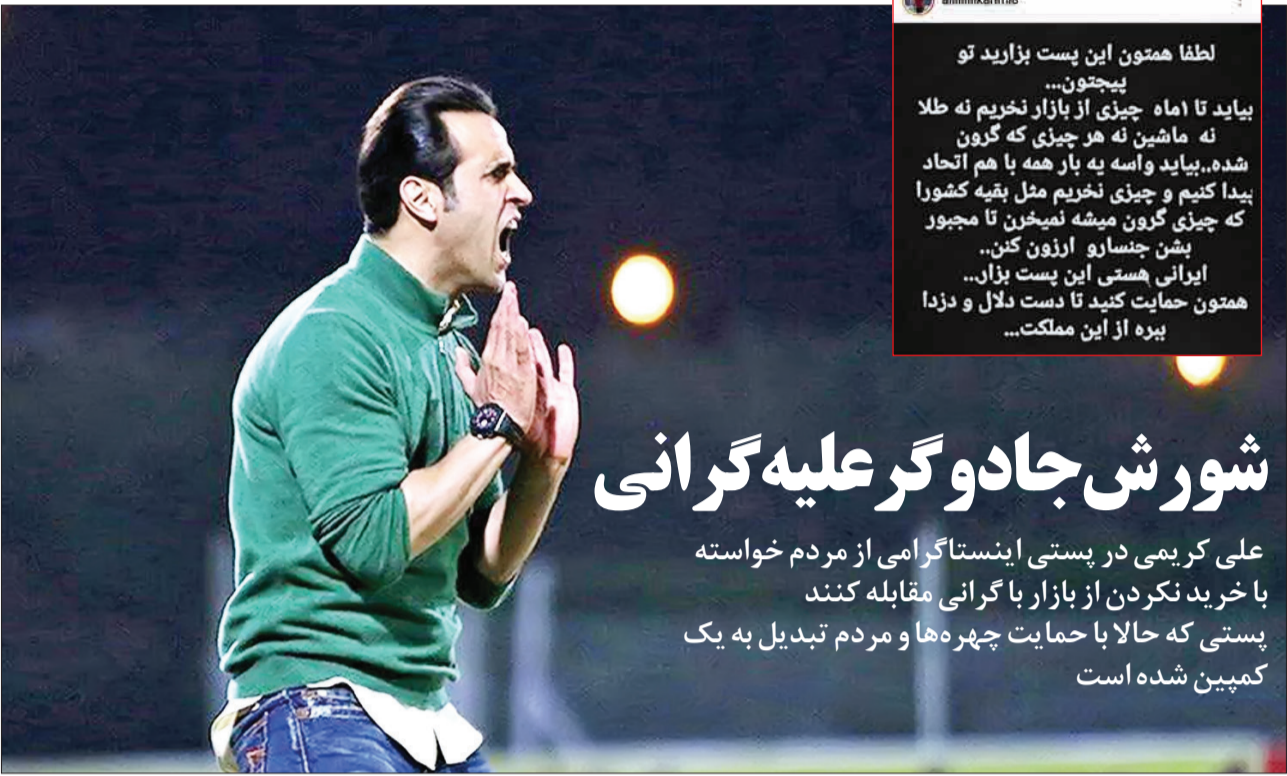 لطفا همتون این پست بزارید تو
پیجتون...
بیاید تا ۱ماه چیزی از بازار نخریم نه طلا
نه ماشین نه هر چیزی که گرون
شده..بیاید واسه یه بار همه با هم اتحاد
پیدا کنیم و چیزی نخریم مثل بقیه کشورا
که چیزی گرون میشه نمیخرن تا مجبور
بشن جنسارو ارزون کنن..
ایرانی هستی این پست بزار...
همتون حمایت کنید تا دست دلال و دزدا
ببره از این مملکت...
شورش جادوگر علیه گرانی
علی کریمی در پستی اینستاگرامی از مردم خواسته
با خرید نکردن از بازار با گرانی مقابله کنند
پستی که حالا با حمایت چهره‌ها و مردم تبدیل به یک
کمپین شده است